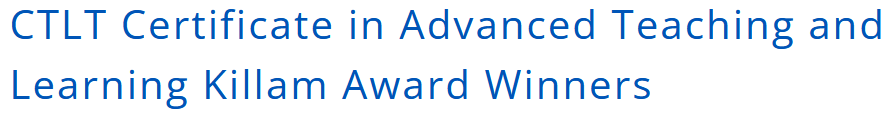 CTLT Certificate in Advanced Teaching and
Learning Killam Award Winners